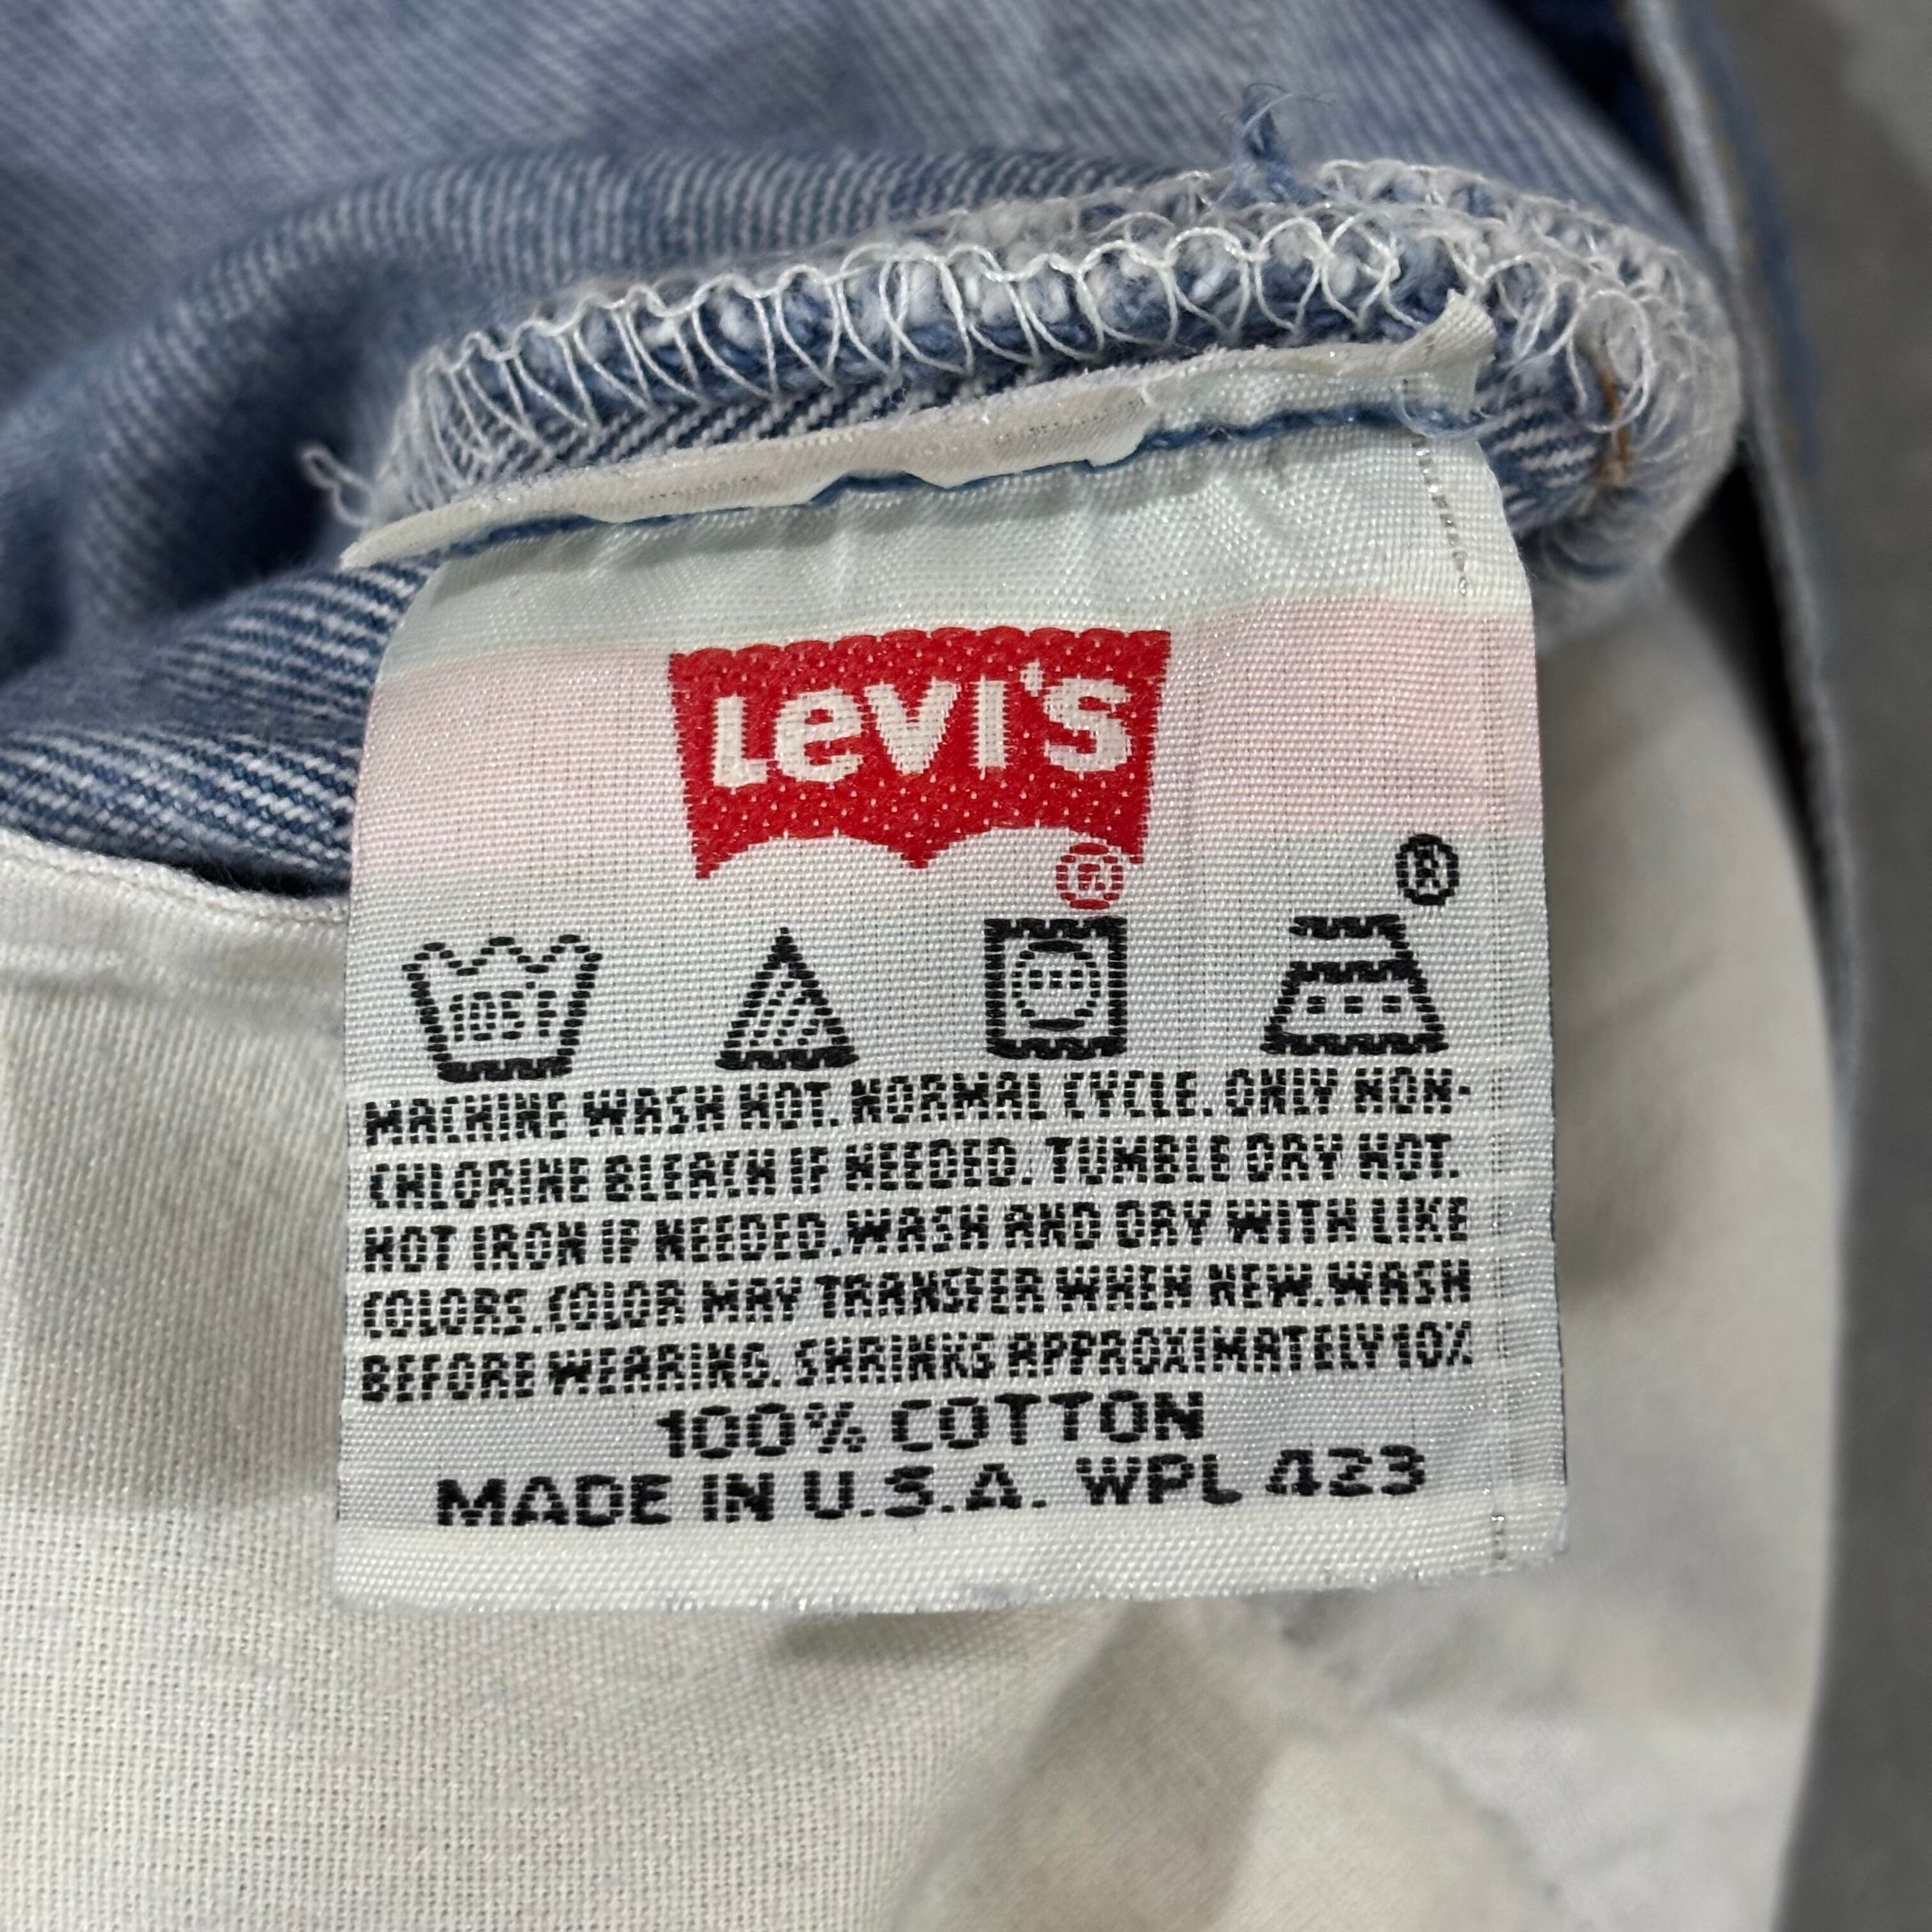 LEVI'S ®
®
105°F
MACHINE WASH HOT. NORMAL CYCLE. ONLY NON-
CHLORINE BLEACH IF NEEDED. TUMBLE DRY HOT.
HOT IRON IF NEEDED. WASH AND DRY WITH LIKE
COLORS. COLOR MAY TRANSFER WHEN NEW. WASH
BEFORE WEARING. SHRINKS APPROXIMATELY 10%
100% COTTON
MADE IN U.S.A. WPL 423